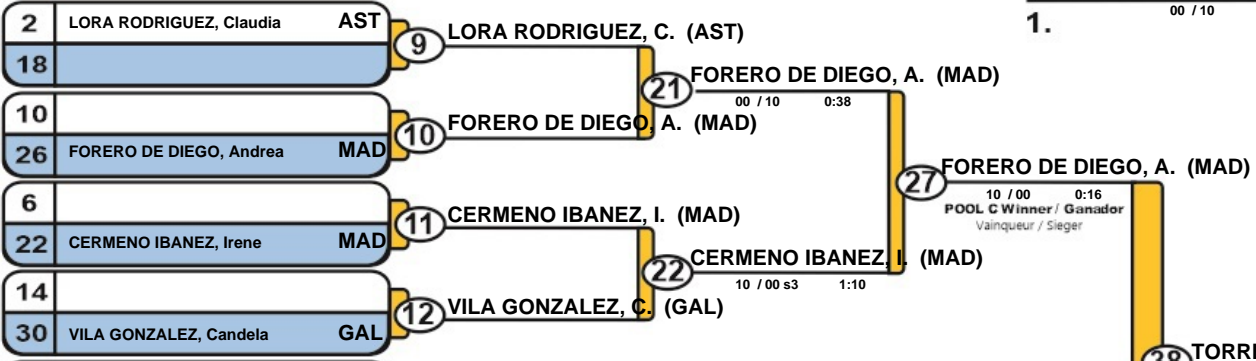 00 / 10
1.
2 LORA RODRIGUEZ, Claudia AST
18
9 LORA RODRIGUEZ, C. (AST)
21 FORERO DE DIEGO, A. (MAD)
00 / 10 0:38
10
26 FORERO DE DIEGO, Andrea MAD
10 FORERO DE DIEGO, A. (MAD)
27 FORERO DE DIEGO, A. (MAD)
10 / 00 0:16
POOL C Winner / Ganador
Vainqueur / Sieger
6
22 CERMENO IBANEZ, Irene MAD
11 CERMENO IBANEZ, I. (MAD)
22 CERMENO IBANEZ, I. (MAD)
10 / 00 s3 1:10
14
30 VILA GONZALEZ, Candela GAL
12 VILA GONZALEZ, C. (GAL)